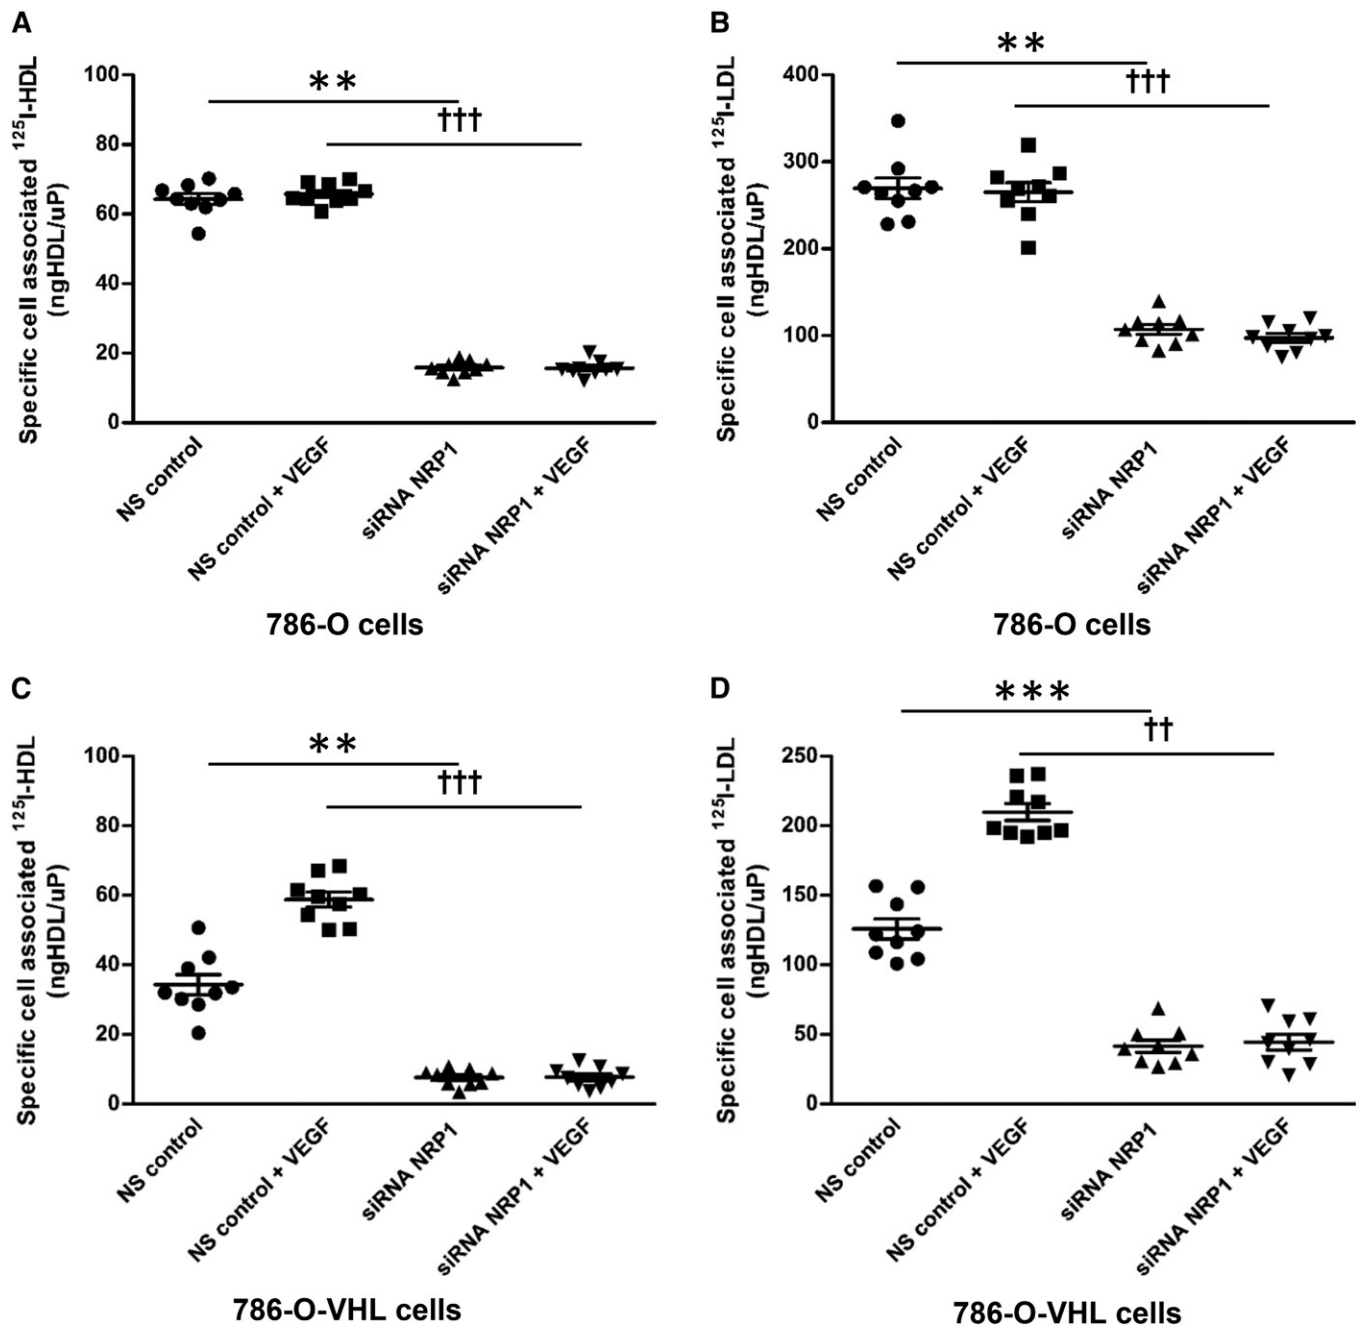 A
Specific cell associated ¹²⁵I-HDL
(ngHDL/uP)
100
80
60
40
20
0
**
†††
NS control
NS control + VEGF
siRNA NRP1
siRNA NRP1 + VEGF
786-O cells
B
Specific cell associated ¹²⁵I-LDL
(ngHDL/uP)
400
300
200
100
0
**
†††
NS control
NS control + VEGF
siRNA NRP1
siRNA NRP1 + VEGF
786-O cells
C
Specific cell associated ¹²⁵I-HDL
(ngHDL/uP)
100
80
60
40
20
0
**
†††
NS control
NS control + VEGF
siRNA NRP1
siRNA NRP1 + VEGF
786-O-VHL cells
D
Specific cell associated ¹²⁵I-LDL
(ngHDL/uP)
250
200
150
100
50
0
***
††
NS control
NS control + VEGF
siRNA NRP1
siRNA NRP1 + VEGF
786-O-VHL cells